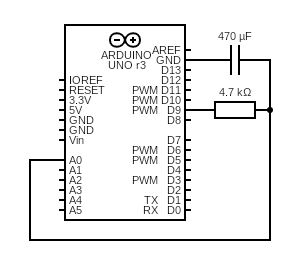 470 µF
AREF
ARDUINO
UNO r3
GND
D13
D12
IOREF
RESET
PWM D11
3.3V
PWM D10
5V
PWM D9
4.7 kΩ
GND
D8
GND
Vin
D7
PWM D6
A0
PWM D5
A1
D4
A2
PWM D3
A3
D2
A4
TX D1
A5
RX D0